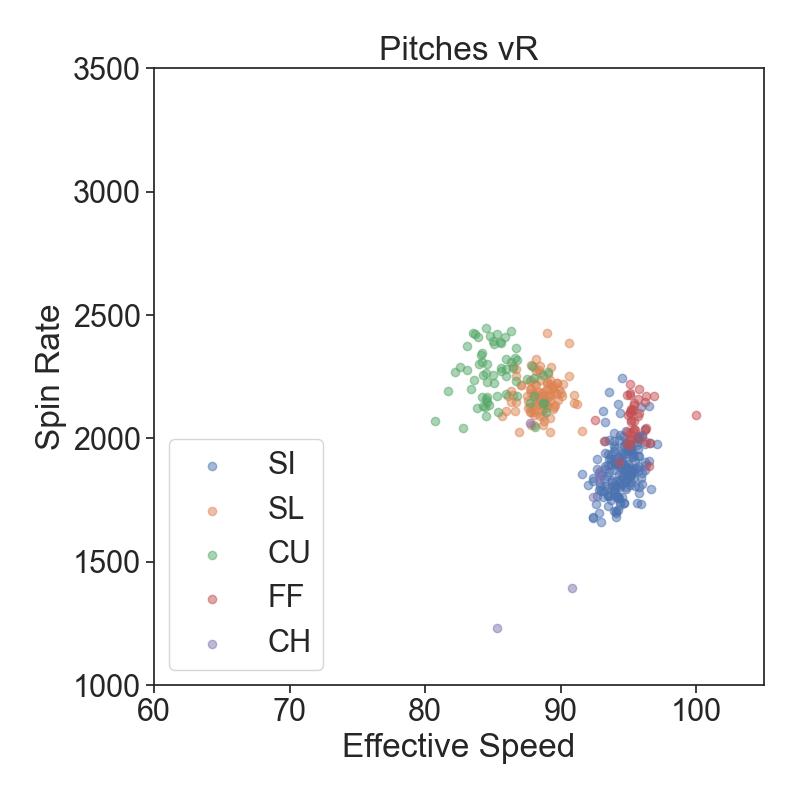 Pitches vR
3500
3000
2500
2000
1500
1000
Spin Rate
SI
SL
CU
FF
CH
60 70 80 90 100
Effective Speed